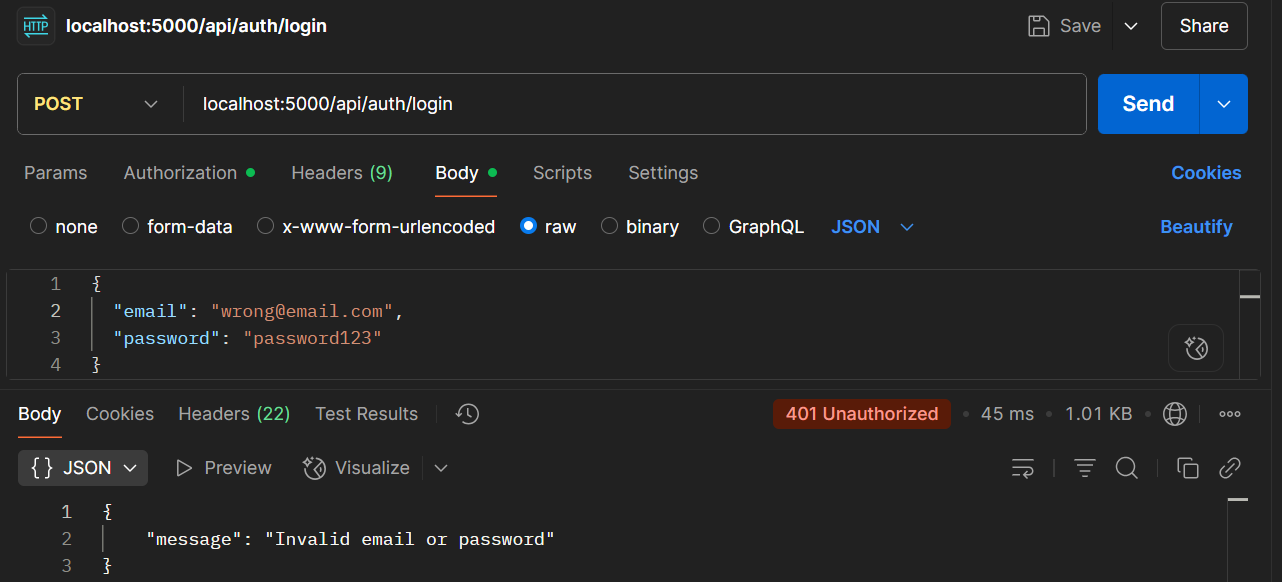 HTTP localhost:5000/api/auth/login Save Share
POST localhost:5000/api/auth/login Send
Params Authorization Headers (9) Body Scripts Settings Cookies
none form-data x-www-form-urlencoded raw binary GraphQL JSON Beautify
1 {
2 "email": "wrong@email.com",
3 "password": "password123"
4 }
Body Cookies Headers (22) Test Results 401 Unauthorized • 45 ms • 1.01 KB •
{} JSON Preview Visualize
1 {
2 "message": "Invalid email or password"
3 }